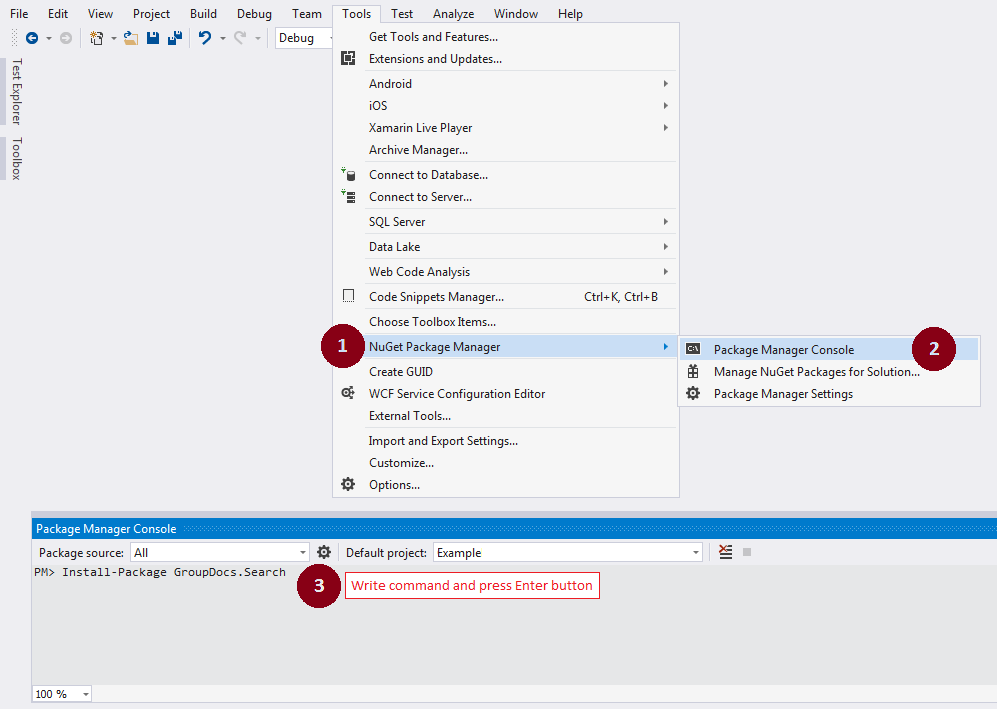 File Edit View Project Build Debug Team Tools Test Analyze Window Help
Debug
Test Explorer
Toolbox
Get Tools and Features...
Extensions and Updates...
Android
iOS
Xamarin Live Player
Archive Manager...
Connect to Database...
Connect to Server...
SQL Server
Data Lake
Web Code Analysis
Code Snippets Manager... Ctrl+K, Ctrl+B
Choose Toolbox Items...
1 NuGet Package Manager
C:\ Package Manager Console 2
Manage NuGet Packages for Solution...
Package Manager Settings
Create GUID
WCF Service Configuration Editor
External Tools...
Import and Export Settings...
Customize...
Options...
Package Manager Console
Package source: All Default project: Example
PM> Install-Package GroupDocs.Search
3 Write command and press Enter button
100 %